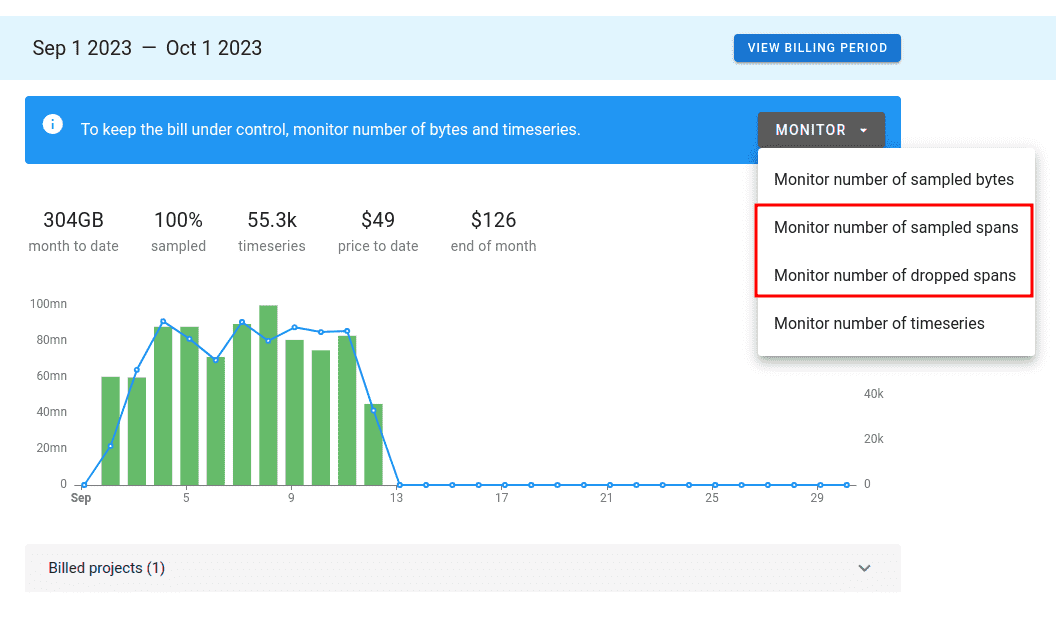 Sep 1 2023 — Oct 1 2023
VIEW BILLING PERIOD
To keep the bill under control, monitor number of bytes and timeseries.
MONITOR
Monitor number of sampled bytes
Monitor number of sampled spans
Monitor number of dropped spans
Monitor number of timeseries
304GB
month to date
100%
sampled
55.3k
timeseries
$49
price to date
$126
end of month
100mn
80mn
60mn
40mn
20mn
0
40k
20k
0
Sep 5 9 13 17 21 25 29
Billed projects (1)